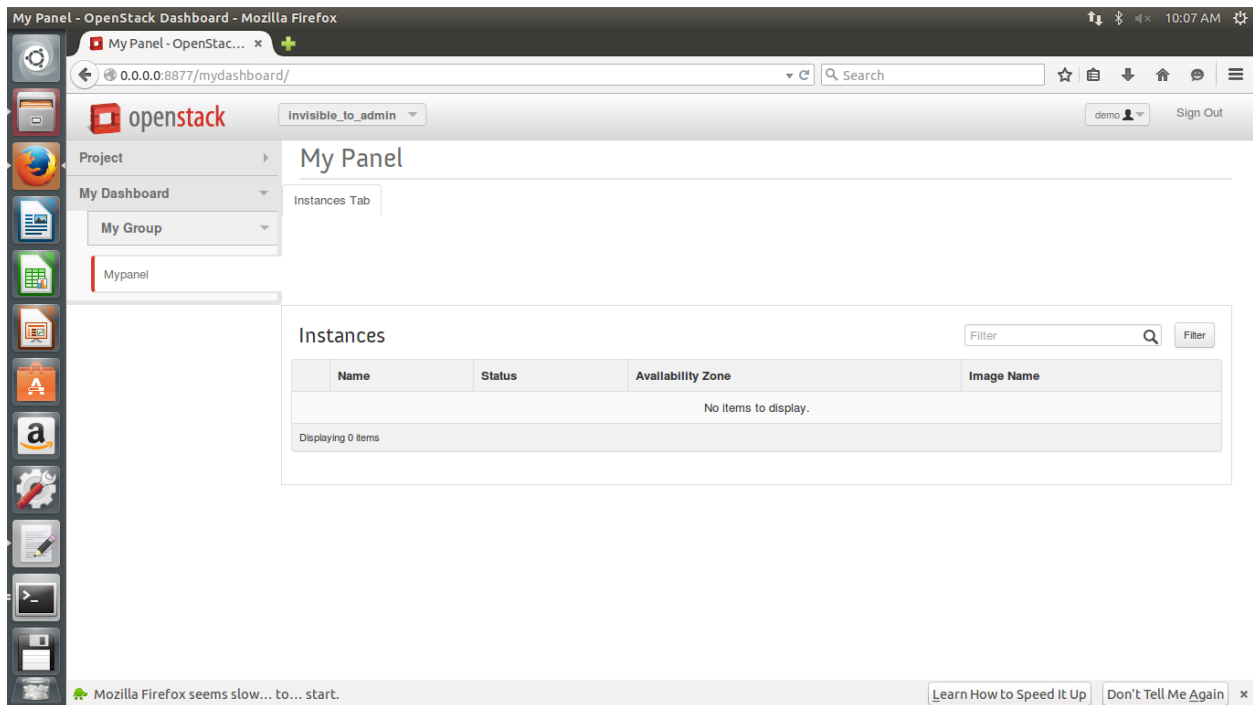 My Panel - OpenStack Dashboard - Mozilla Firefox 10:07 AM
My Panel - OpenStac...
0.0.0.0:8877/mydashboard/ Search
openstack invisible_to_admin demo Sign Out
Project
My Panel
My Dashboard
Instances Tab
My Group
Mypanel
Instances Filter Filter
Name Status Availability Zone Image Name
No items to display.
Displaying 0 items
Mozilla Firefox seems slow... to... start. Learn How to Speed It Up Don't Tell Me Again